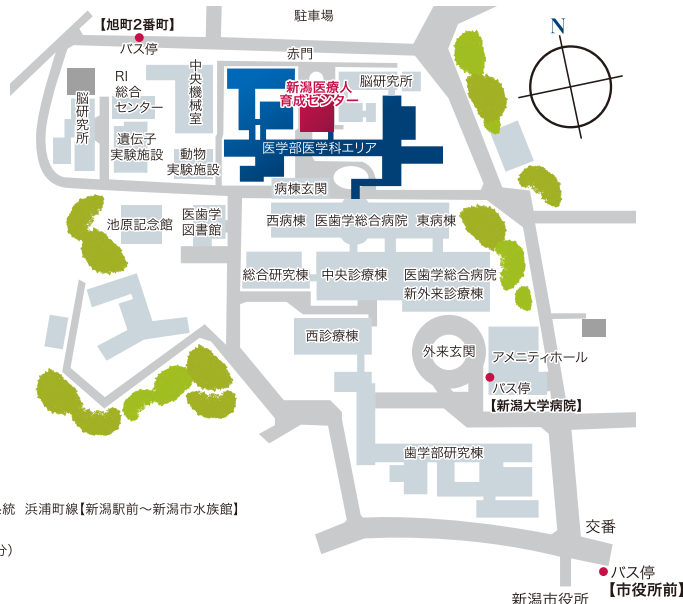 駐車場
【旭町2番町】
バス停
赤門
N
RI
総合
センター
中央機械室
脳研究所
新潟医療人
育成センター
脳研究所
遺伝子
実験施設
動物
実験施設
医学部医学科エリア
病棟玄関
池原記念館
医歯学
図書館
西病棟
医歯学総合病院
東病棟
総合研究棟
中央診療棟
医歯学総合病院
新外来診療棟
西診療棟
外来玄関
アメニティホール
バス停
【新潟大学病院】
歯学部研究棟
統 浜浦町線【新潟駅前〜新潟市水族館】
分）
交番
バス停
【市役所前】
新潟市役所